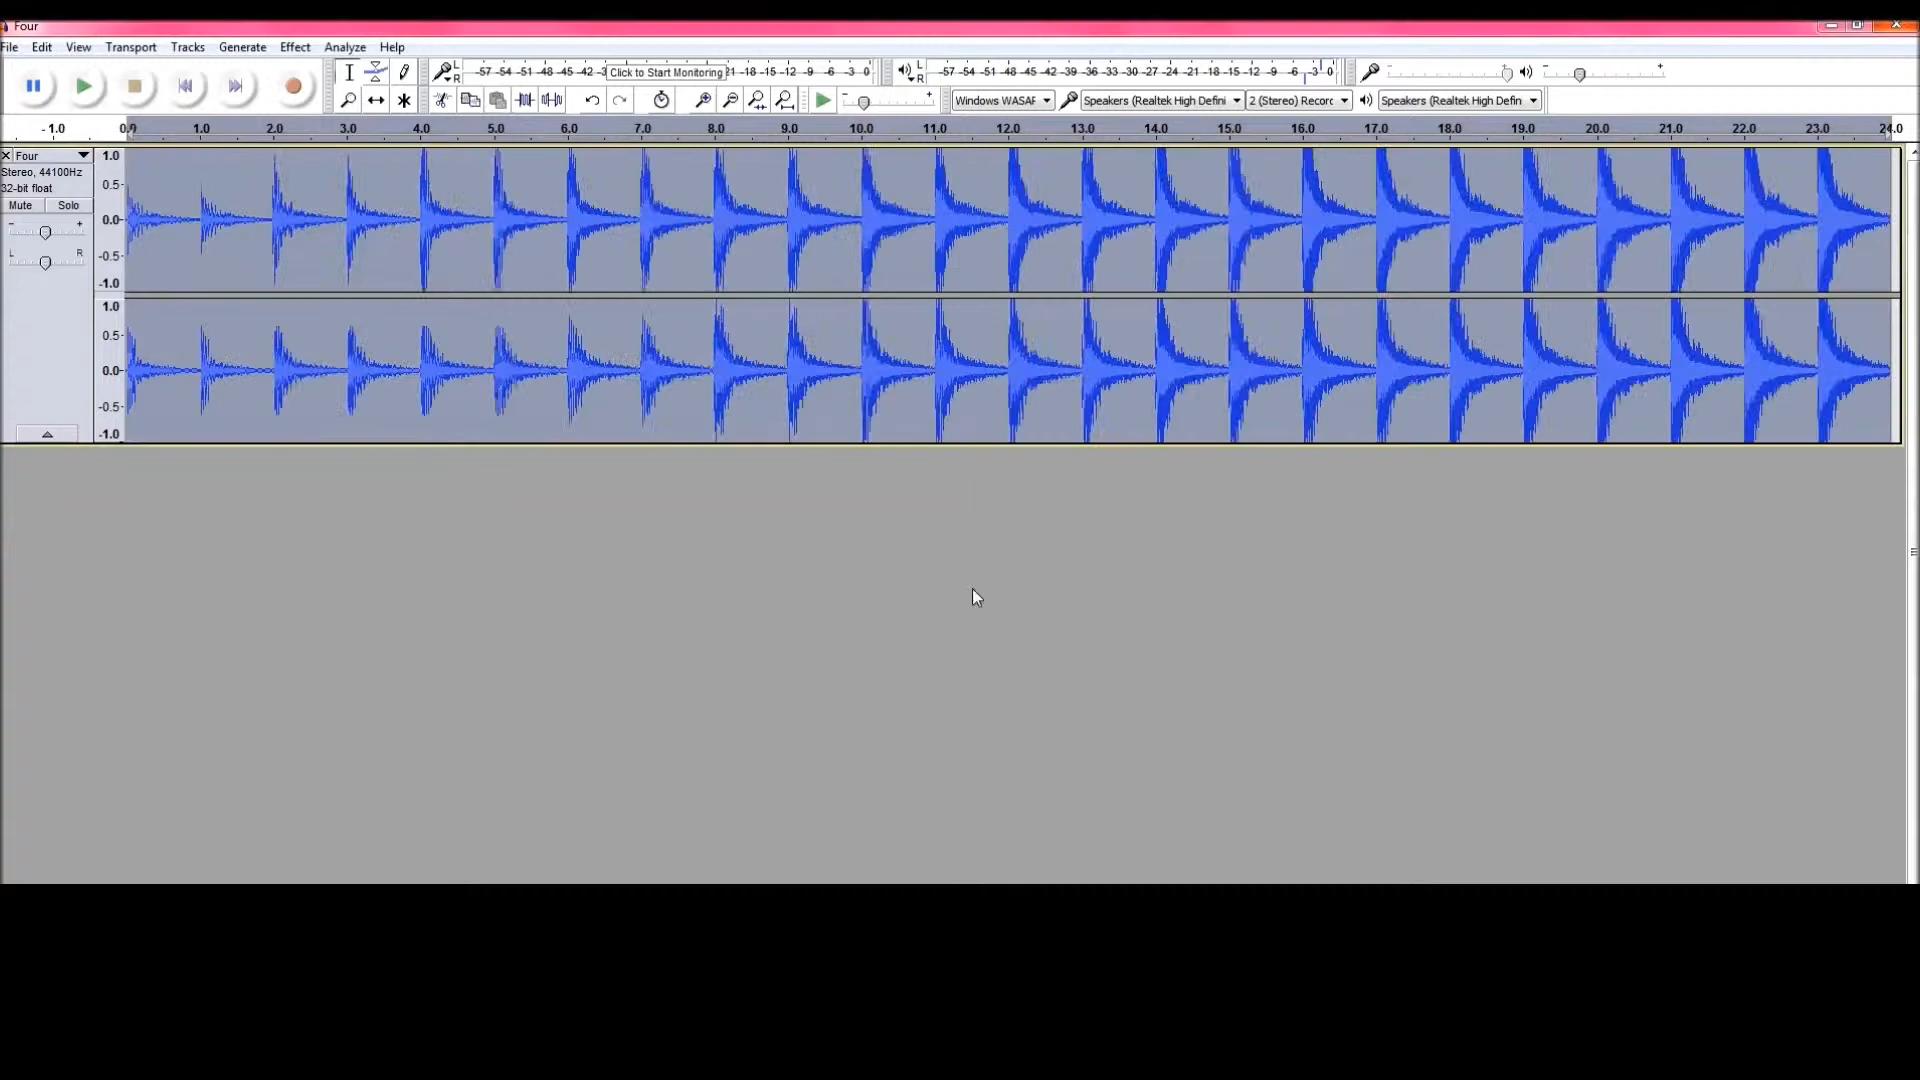 Four
File Edit View Transport Tracks Generate Effect Analyze Help
L R -57 -54 -51 -48 -45 -42 -3 Click to Start Monitoring 21 -18 -15 -12 -9 -6 -3 0 L R -57 -54 -51 -48 -45 -42 -39 -36 -33 -30 -27 -24 -21 -18 -15 -12 -9 -6 -3 0 - + - +
- + Windows WASAF Speakers (Realtek High Defini 2 (Stereo) Recorc Speakers (Realtek High Defin
-1.0 0.0 1.0 2.0 3.0 4.0 5.0 6.0 7.0 8.0 9.0 10.0 11.0 12.0 13.0 14.0 15.0 16.0 17.0 18.0 19.0 20.0 21.0 22.0 23.0 24.0
X Four 1.0
Stereo, 44100Hz 0.5
32-bit float
Mute Solo
- + 0.0
L R -0.5
-1.0
1.0
0.5
0.0
-0.5
-1.0